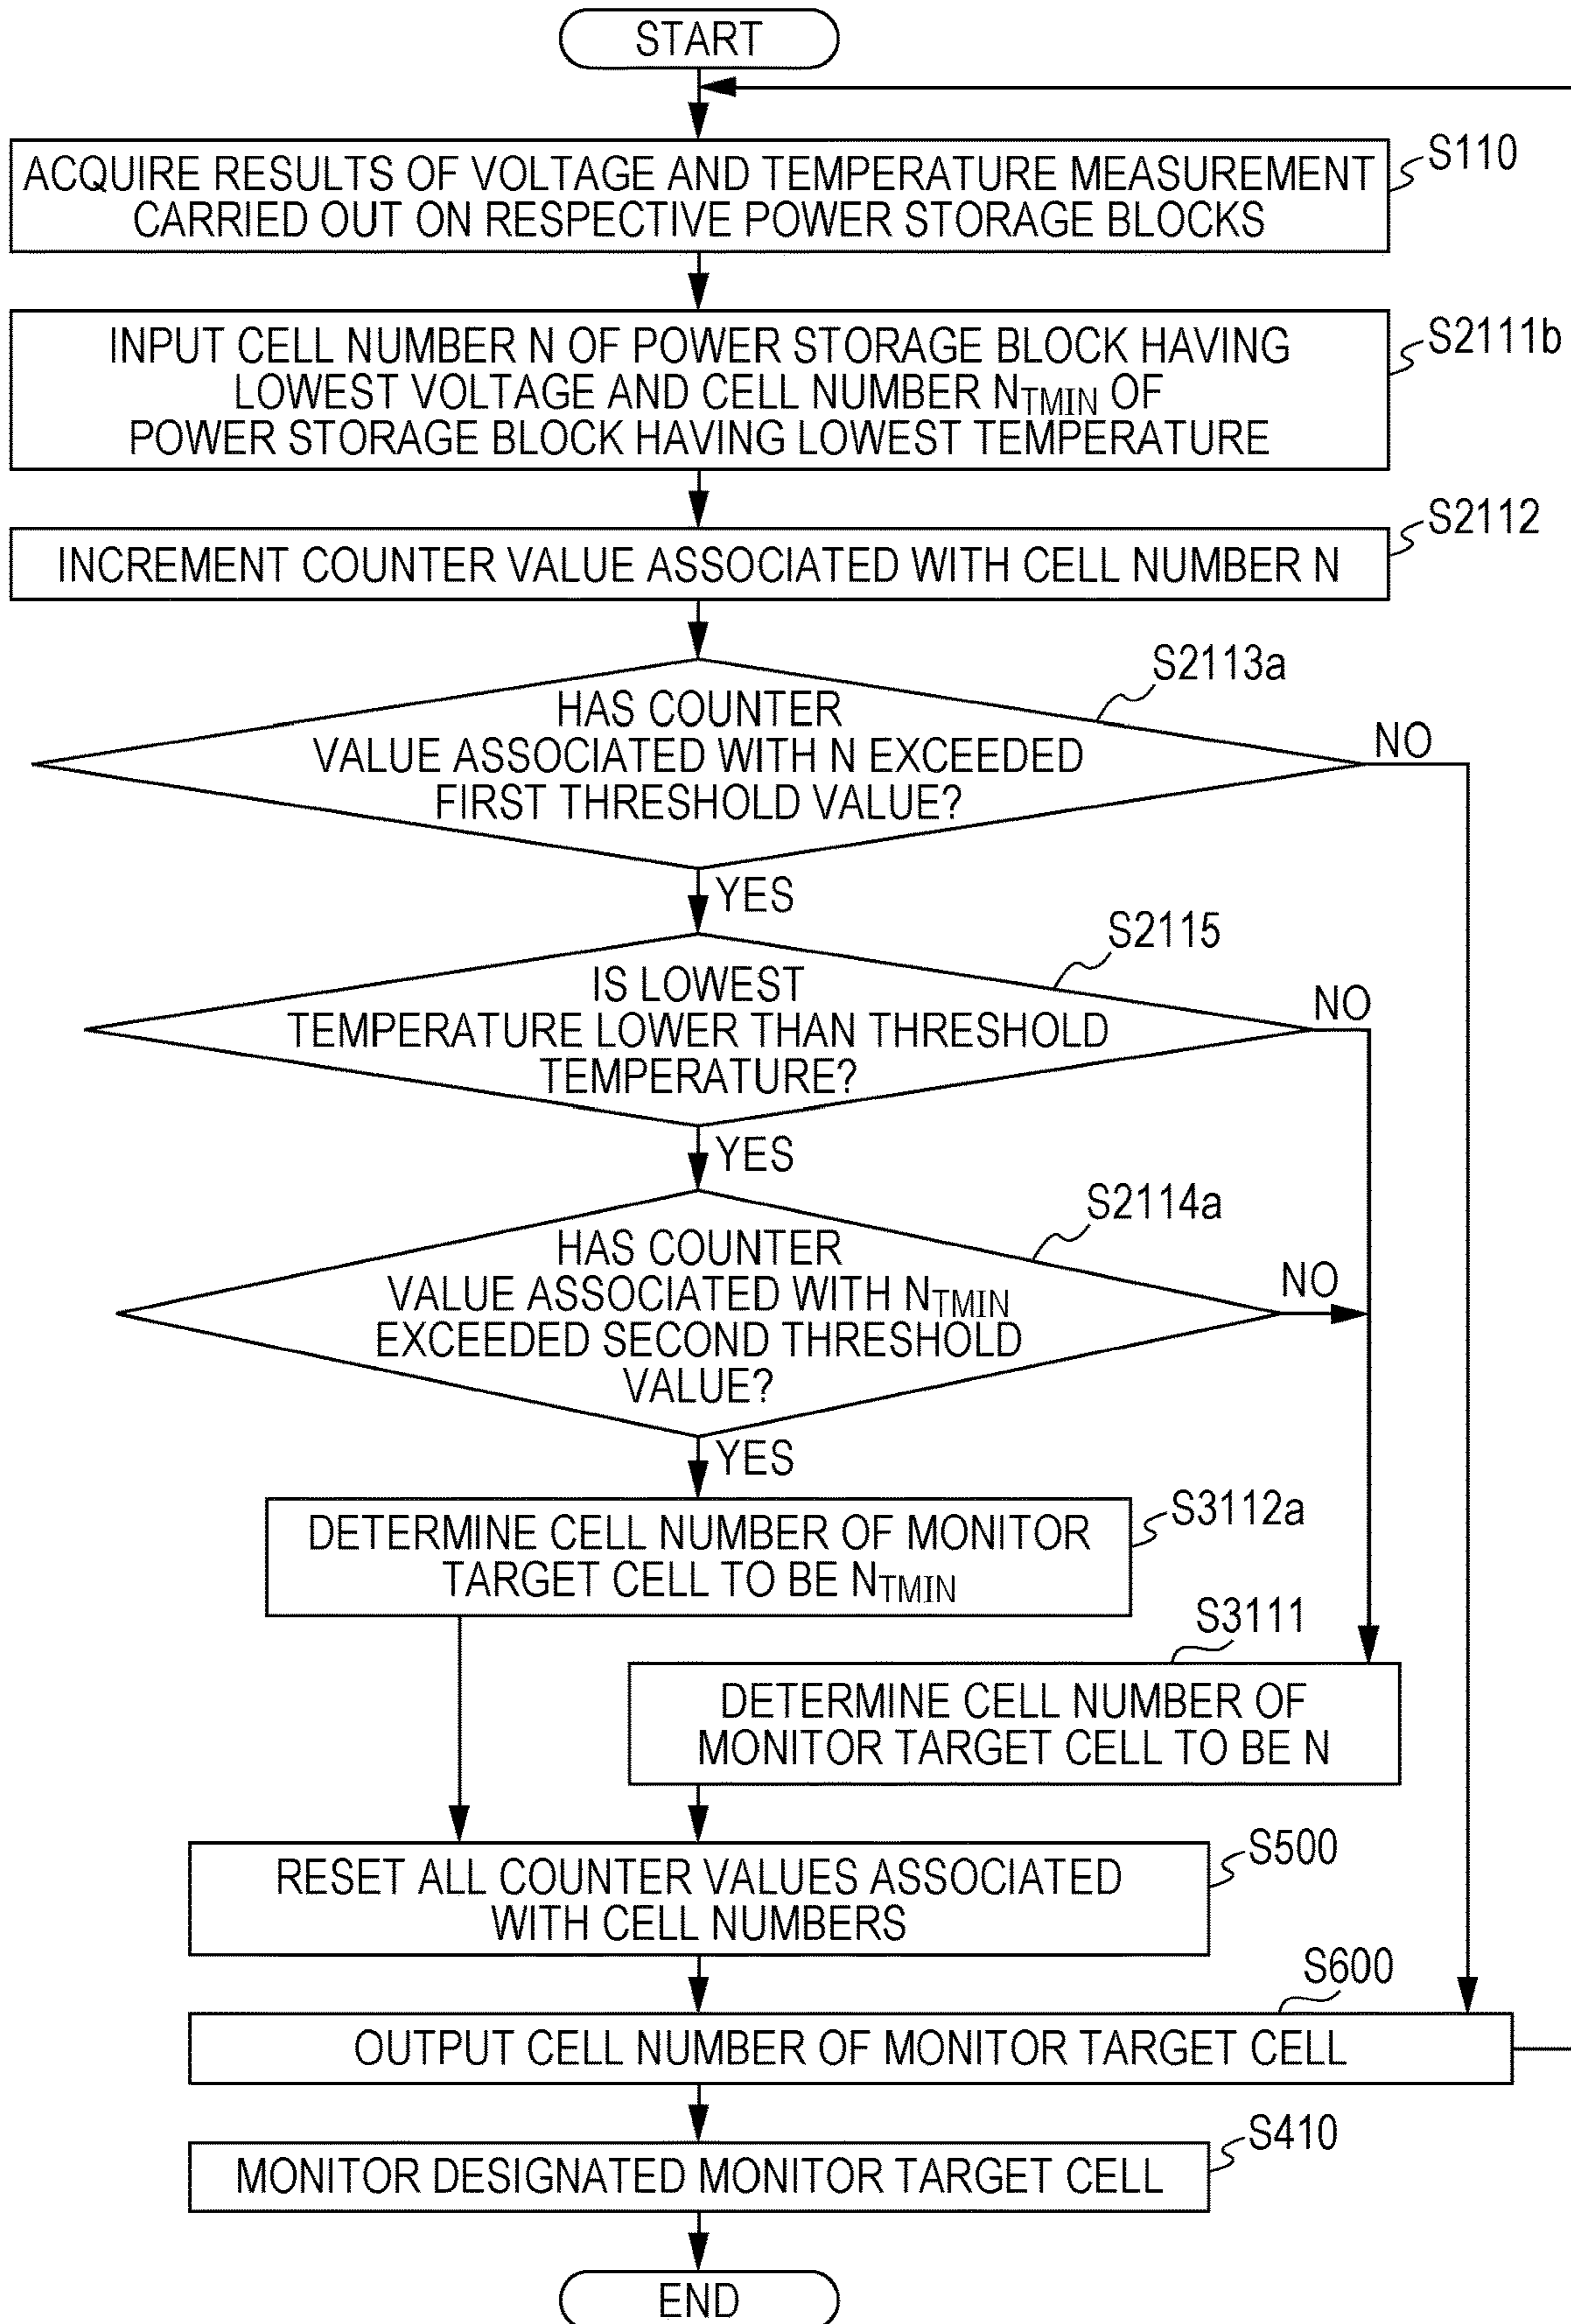 START
ACQUIRE RESULTS OF VOLTAGE AND TEMPERATURE MEASUREMENT
CARRIED OUT ON RESPECTIVE POWER STORAGE BLOCKS
S110
INPUT CELL NUMBER N OF POWER STORAGE BLOCK HAVING
LOWEST VOLTAGE AND CELL NUMBER NTMIN OF
POWER STORAGE BLOCK HAVING LOWEST TEMPERATURE
S2111b
INCREMENT COUNTER VALUE ASSOCIATED WITH CELL NUMBER N
S2112
HAS COUNTER
VALUE ASSOCIATED WITH N EXCEEDED
FIRST THRESHOLD VALUE?
S2113a
NO
YES
IS LOWEST
TEMPERATURE LOWER THAN THRESHOLD
TEMPERATURE?
S2115
NO
YES
HAS COUNTER
VALUE ASSOCIATED WITH NTMIN
EXCEEDED SECOND THRESHOLD
VALUE?
S2114a
NO
YES
DETERMINE CELL NUMBER OF MONITOR
TARGET CELL TO BE NTMIN
S3112a
S3111
DETERMINE CELL NUMBER OF
MONITOR TARGET CELL TO BE N
RESET ALL COUNTER VALUES ASSOCIATED
WITH CELL NUMBERS
S500
S600
OUTPUT CELL NUMBER OF MONITOR TARGET CELL
MONITOR DESIGNATED MONITOR TARGET CELL
S410
END